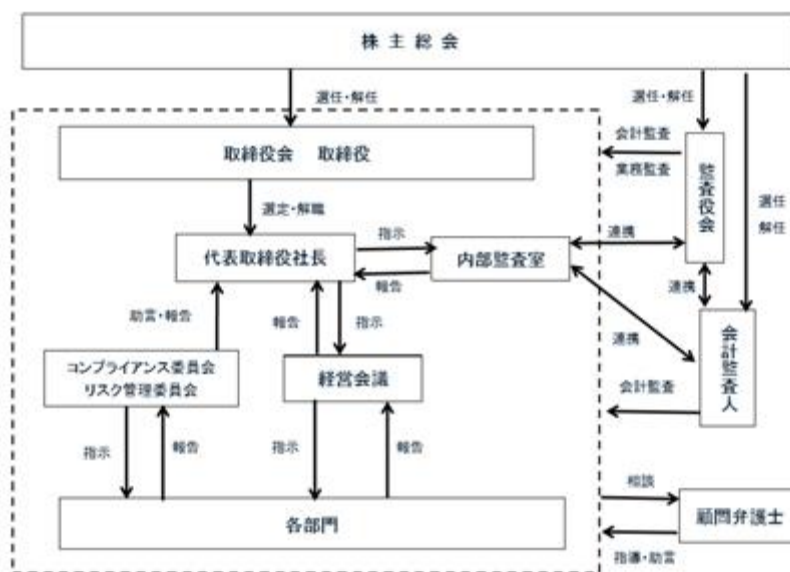 株主総会
選任・解任
選任・解任
取締役会 取締役
会計監査
業務監査
監査役会
選任
解任
選定・解職
代表取締役社長
指示
報告
内部監査室
連携
連携
助言・報告
報告
指示
連携
コンプライアンス委員会
リスク管理委員会
経営会議
会計監査人
会計監査
指示
報告
指示
報告
各部門
相談
顧問弁護士
指導・助言